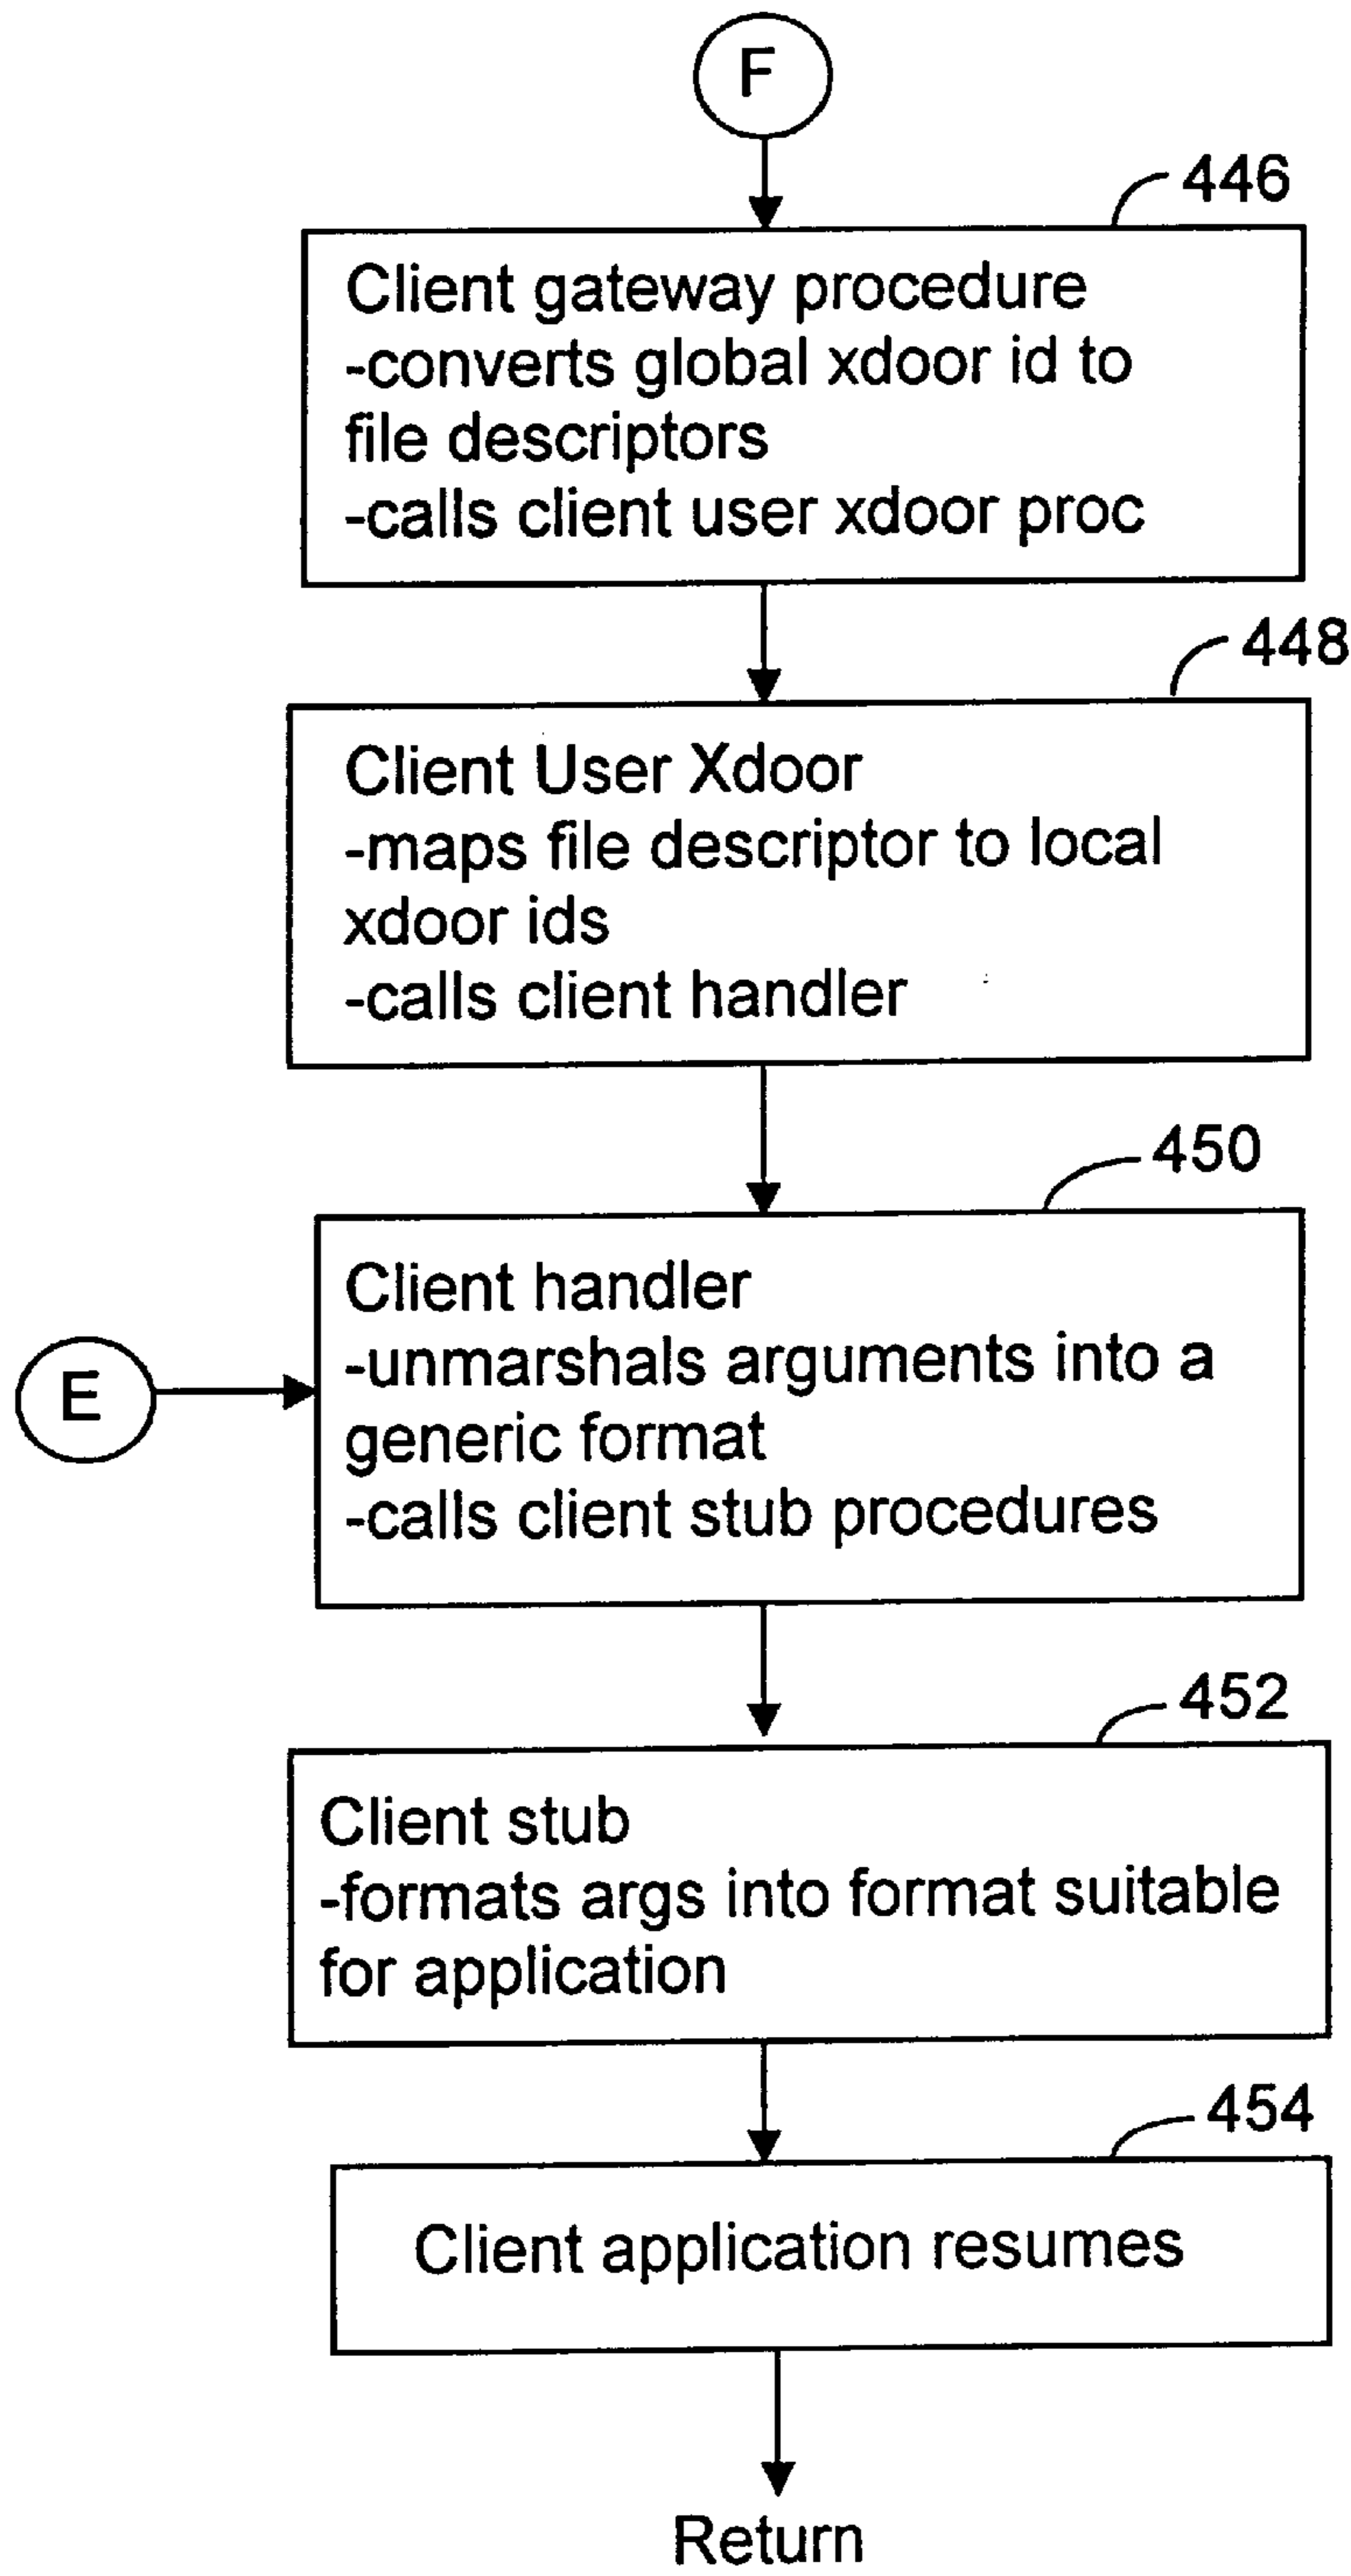 F
446
Client gateway procedure
-converts global xdoor id to
file descriptors
-calls client user xdoor proc
448
Client User Xdoor
-maps file descriptor to local
xdoor ids
-calls client handler
450
Client handler
-unmarshals arguments into a
generic format
-calls client stub procedures
E
452
Client stub
-formats args into format suitable
for application
454
Client application resumes
Return